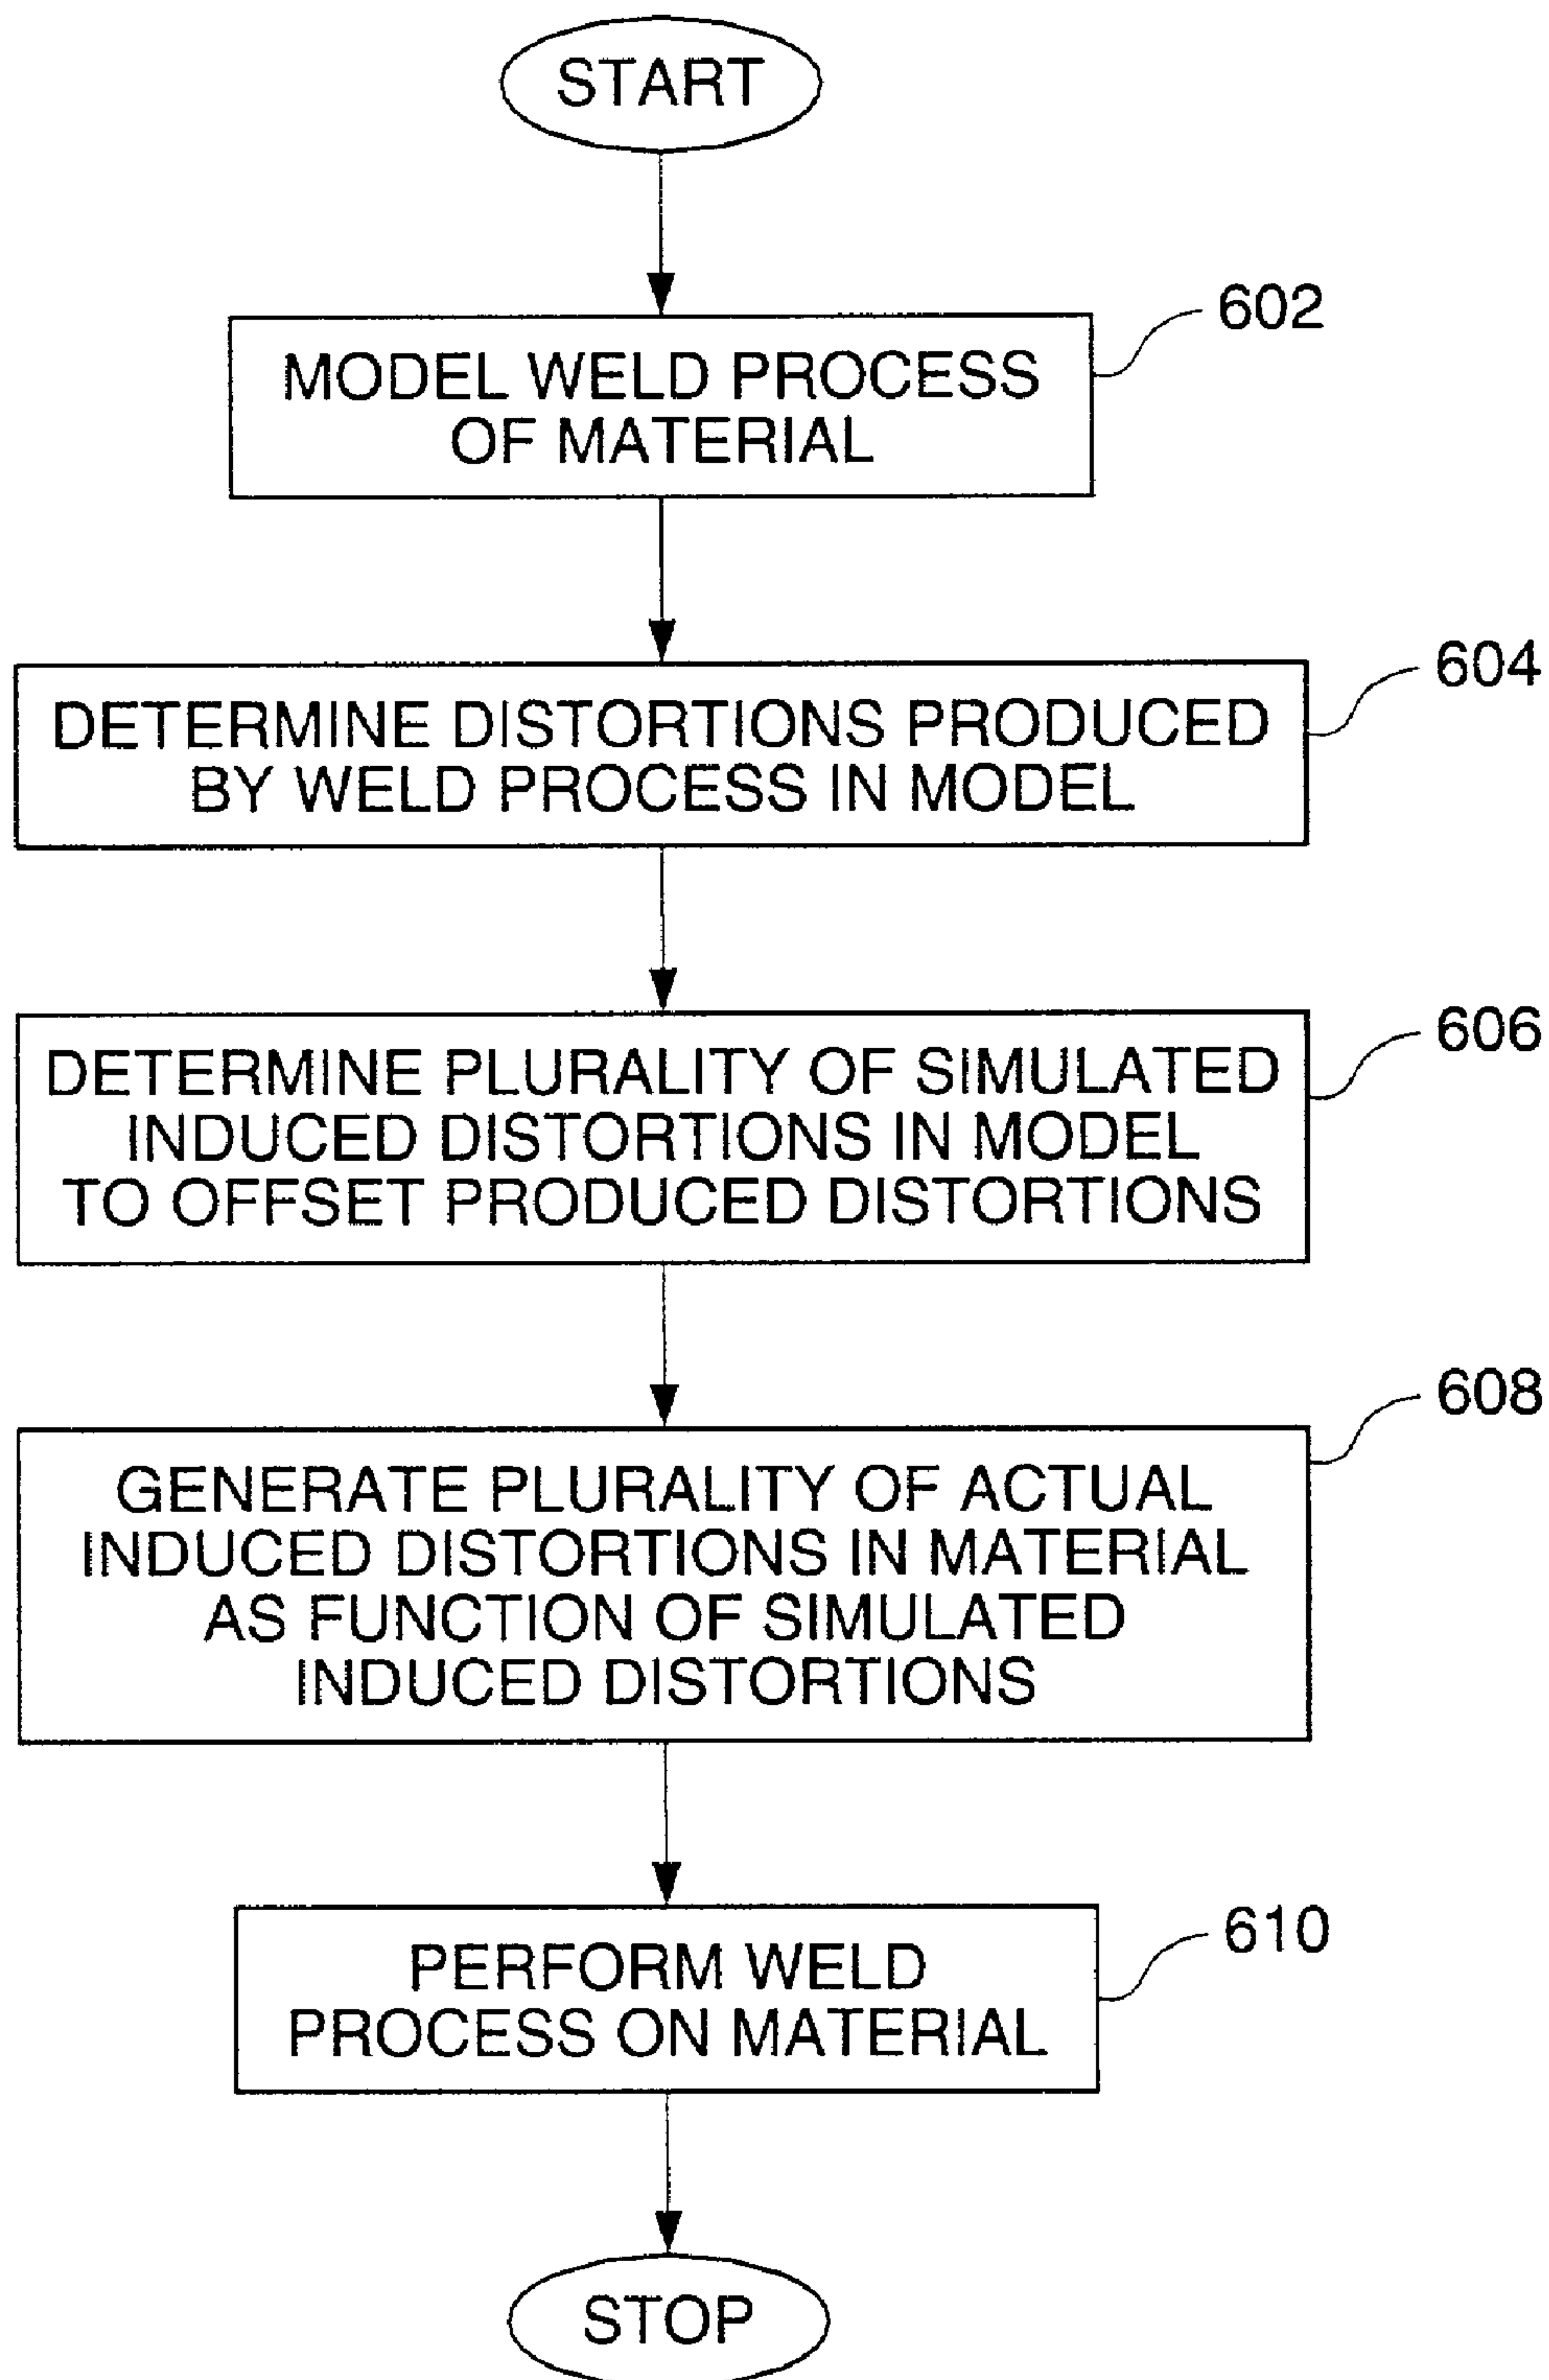 START
602
MODEL WELD PROCESS
OF MATERIAL
604
DETERMINE DISTORTIONS PRODUCED
BY WELD PROCESS IN MODEL
606
DETERMINE PLURALITY OF SIMULATED
INDUCED DISTORTIONS IN MODEL
TO OFFSET PRODUCED DISTORTIONS
608
GENERATE PLURALITY OF ACTUAL
INDUCED DISTORTIONS IN MATERIAL
AS FUNCTION OF SIMULATED
INDUCED DISTORTIONS
610
PERFORM WELD
PROCESS ON MATERIAL
STOP